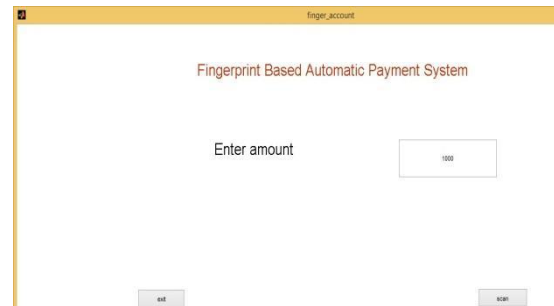 finger_account
Fingerprint Based Automatic Payment System
Enter amount
1000
exit
scan